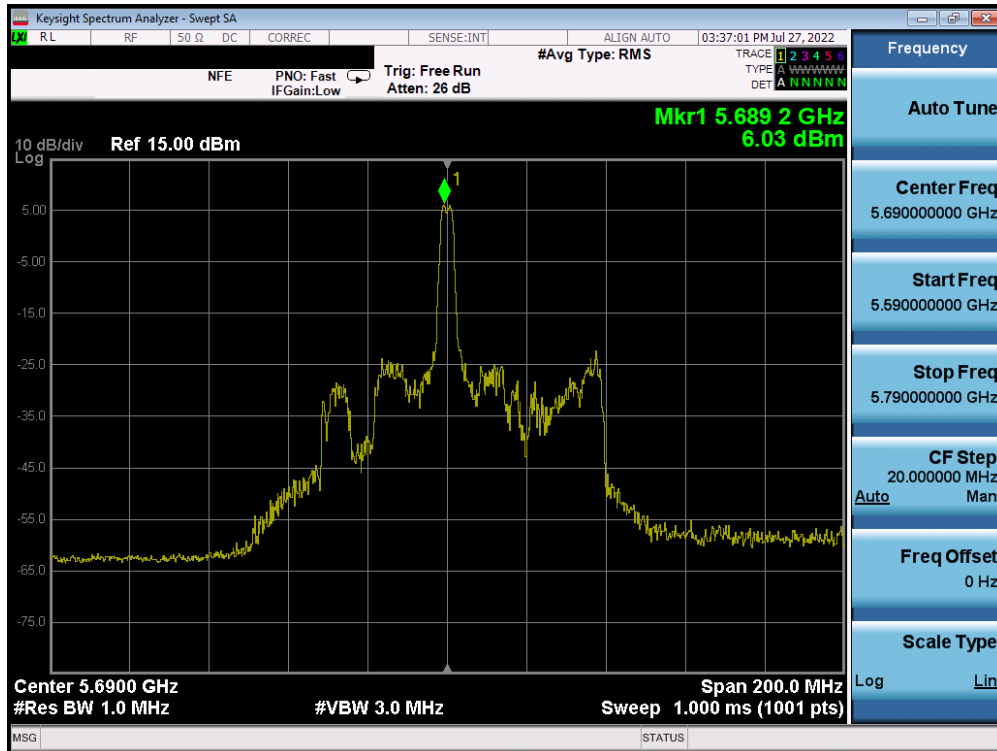 Keysight Spectrum Analyzer - Swept SA
LXI RL RF 50 Ω DC CORREC SENSE:INT ALIGN AUTO 03:37:01 PM Jul 27, 2022
NFE PNO: Fast IFGain:Low Trig: Free Run Atten: 26 dB #Avg Type: RMS
TRACE 1 2 3 4 5 6
TYPE A WWWWWW
DET A N N N N N
Mkr1 5.689 2 GHz
6.03 dBm
10 dB/div Ref 15.00 dBm
Log
1
5.00
-5.00
-15.0
-25.0
-35.0
-45.0
-55.0
-65.0
-75.0
Center 5.6900 GHz Span 200.0 MHz
#Res BW 1.0 MHz #VBW 3.0 MHz Sweep 1.000 ms (1001 pts)
MSG STATUS
Frequency
Auto Tune
Center Freq
5.690000000 GHz
Start Freq
5.590000000 GHz
Stop Freq
5.790000000 GHz
CF Step
20.000000 MHz
Auto Man
Freq Offset
0 Hz
Scale Type
Log Lin